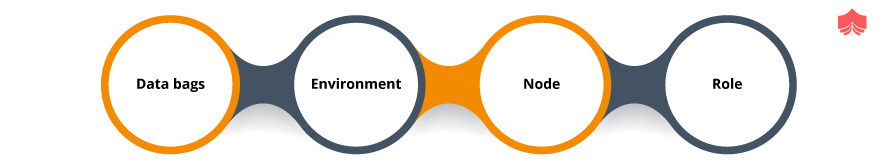 Data bags
Environment
Node
Role